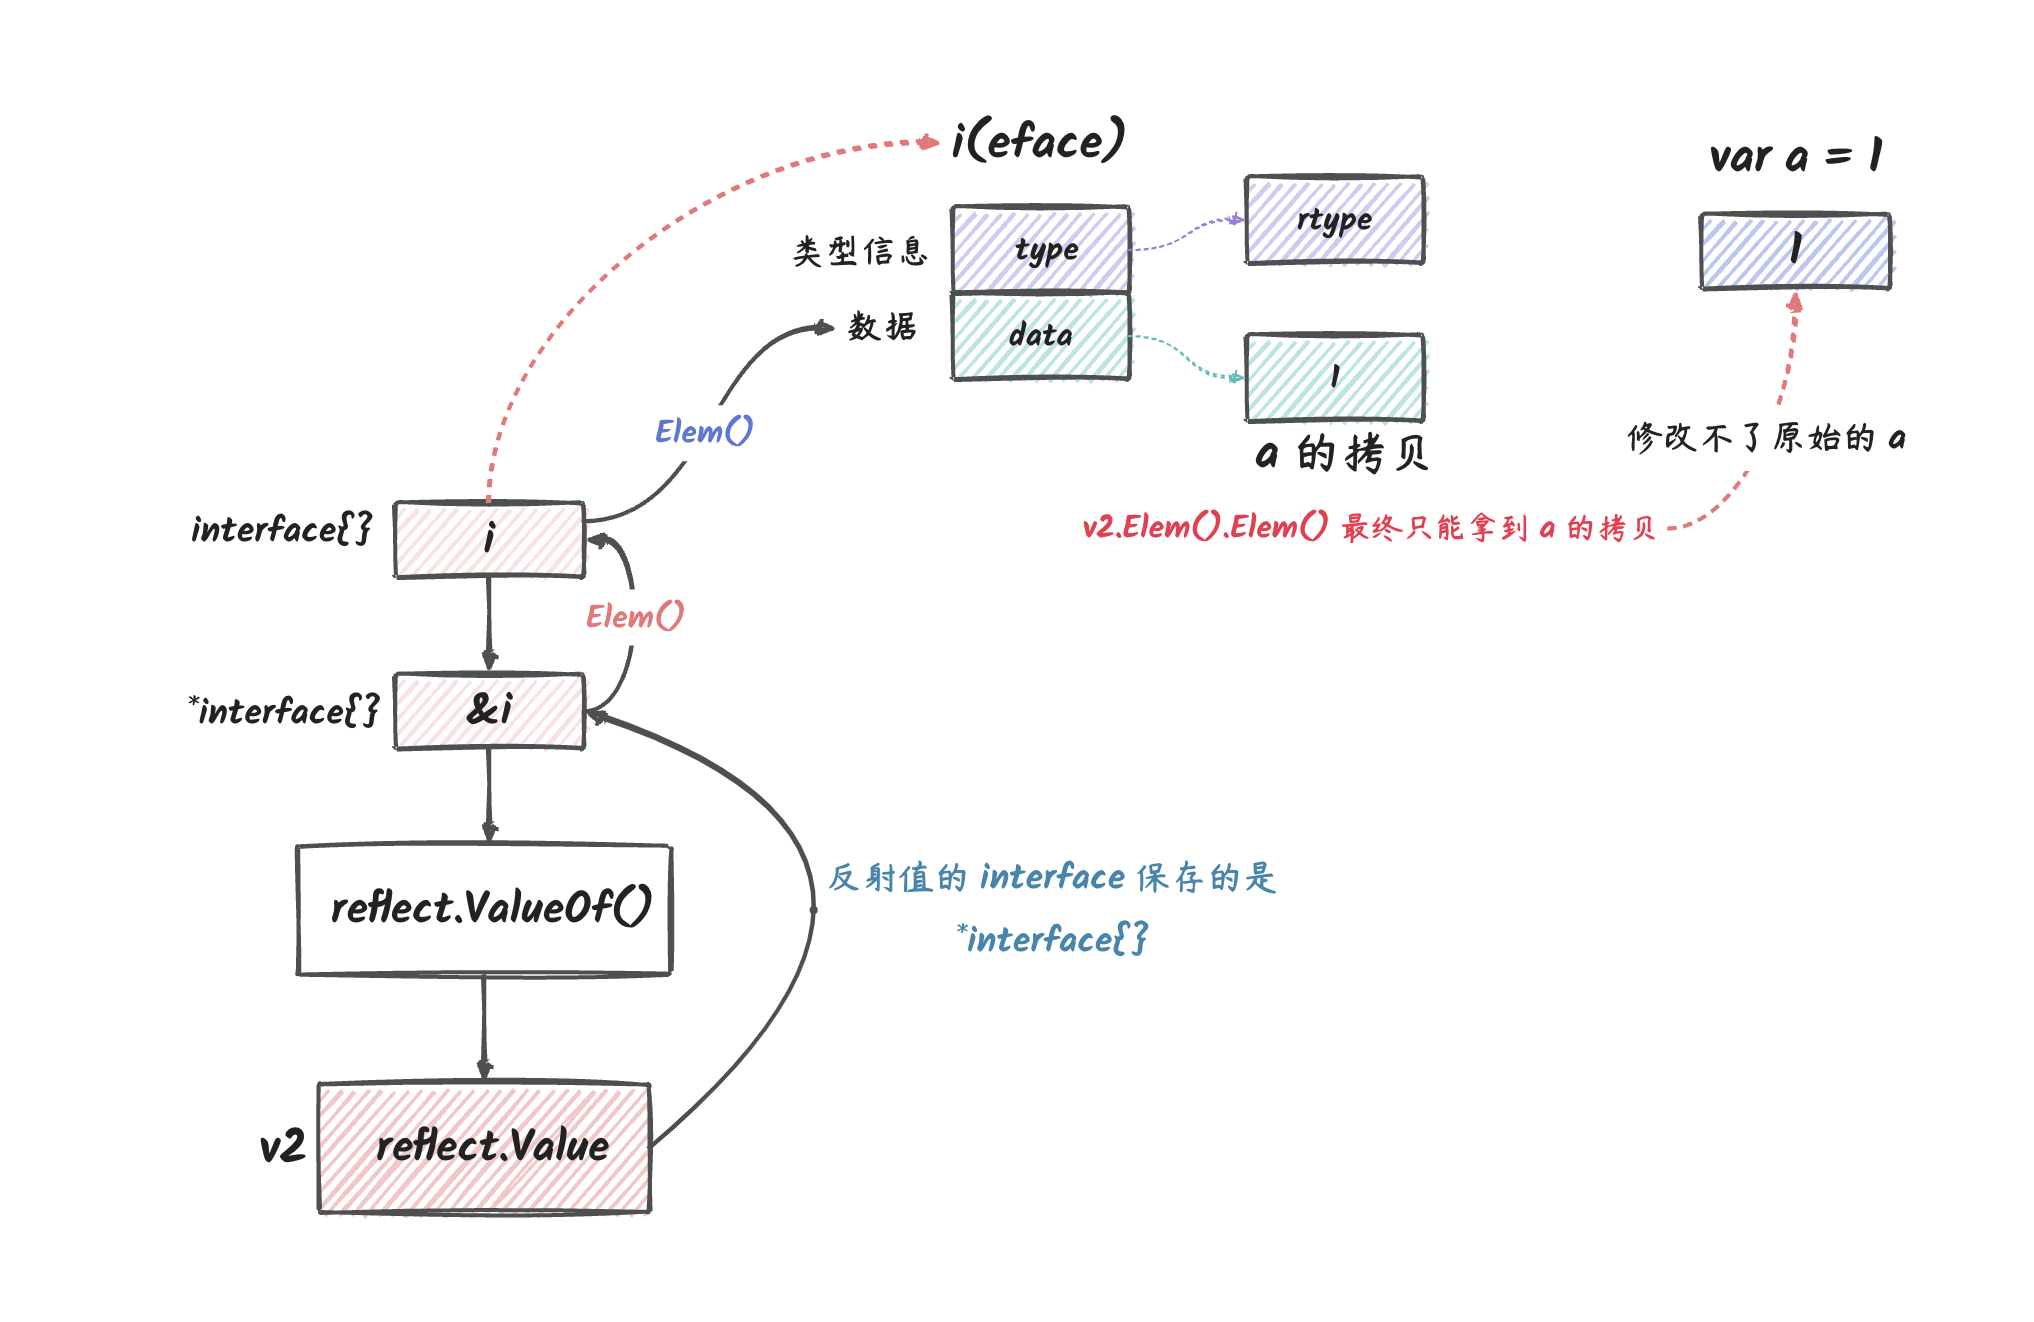 i(eface)
var a = 1
类型信息
type
rtype
1
数据
data
1
a 的拷贝
Elem()
修改不了原始的 a
v2.Elem().Elem() 最终只能拿到 a 的拷贝
interface{}
i
Elem()
*interface{}
&i
反射值的 interface 保存的是
*interface{}
reflect.ValueOf()
v2
reflect.Value